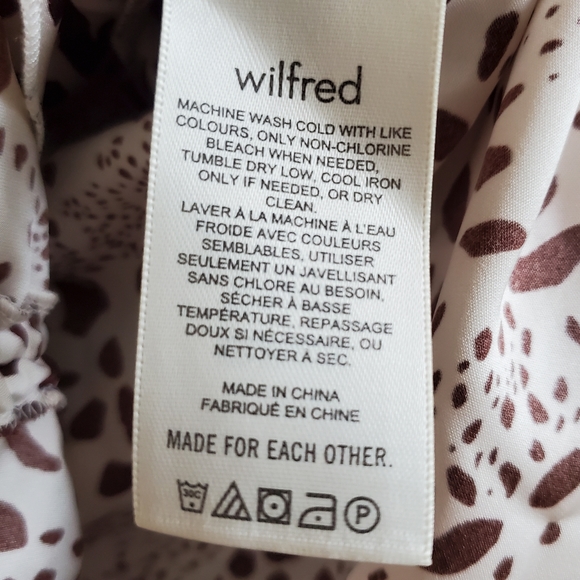 wilfred
MACHINE WASH COLD WITH LIKE
COLOURS, ONLY NON-CHLORINE
BLEACH WHEN NEEDED,
TUMBLE DRY LOW, COOL IRON
ONLY IF NEEDED, OR DRY
CLEAN.
LAVER À LA MACHINE À L'EAU
FROIDE AVEC COULEURS
SEMBLABLES, UTILISER
SEULEMENT UN JAVELLISANT
SANS CHLORE AU BESOIN,
SÉCHER À BASSE
TEMPÉRATURE, REPASSAGE
DOUX SI NÉCESSAIRE, OU
NETTOYER À SEC.
MADE IN CHINA
FABRIQUÉ EN CHINE
MADE FOR EACH OTHER.
30C P